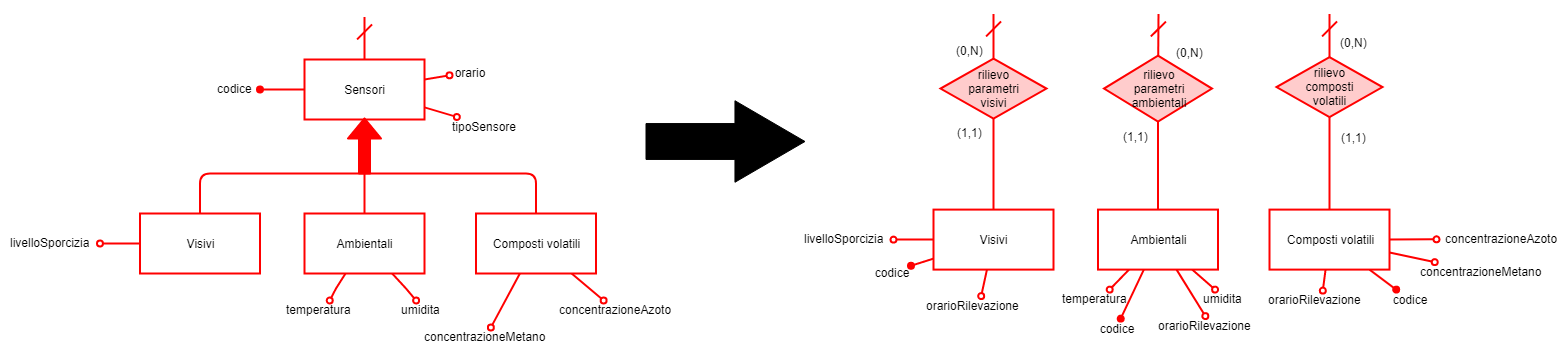 Sensori
codice
orario
tipoSensore
livelloSporcizia
Visivi
Ambientali
Composti volatili
temperatura
umidita
concentrazioneMetano
concentrazioneAzoto
(0,N)
rilievo
parametri
visivi
(1,1)
(0,N)
rilievo
parametri
ambientali
(1,1)
(0,N)
rilievo
composti
volatili
(1,1)
livelloSporcizia
codice
Visivi
orarioRilevazione
Ambientali
temperatura
codice
umidita
orarioRilevazione
Composti volatili
concentrazioneAzoto
concentrazioneMetano
orarioRilevazione
codice